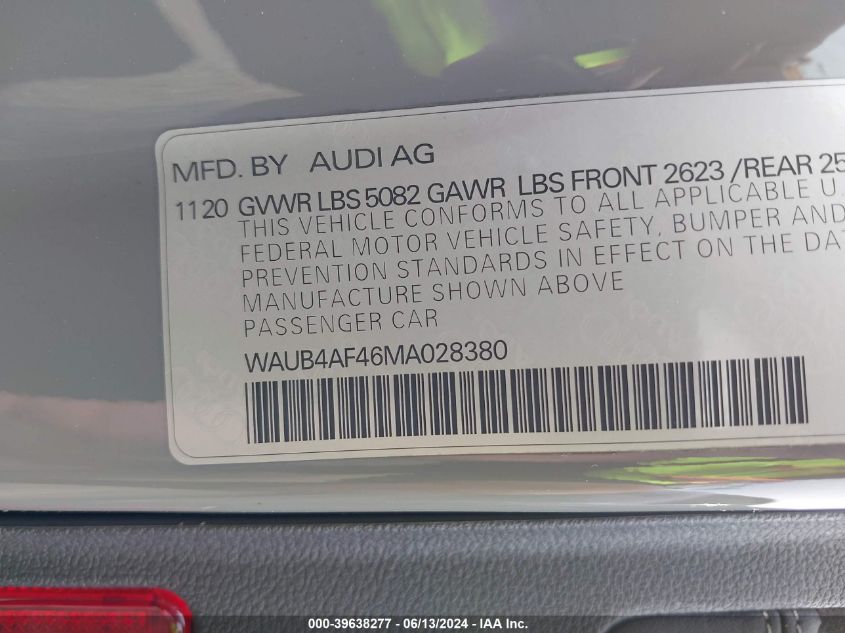 MFD. BY AUDI AG
1120 GVWR LBS 5082 GAWR LBS FRONT 2623 /REAR 25
THIS VEHICLE CONFORMS TO ALL APPLICABLE U.
FEDERAL MOTOR VEHICLE SAFETY, BUMPER AND
PREVENTION STANDARDS IN EFFECT ON THE DAT
MANUFACTURE SHOWN ABOVE
PASSENGER CAR
WAUB4AF46MA028380
000-39638277 - 06/13/2024 - IAA Inc.